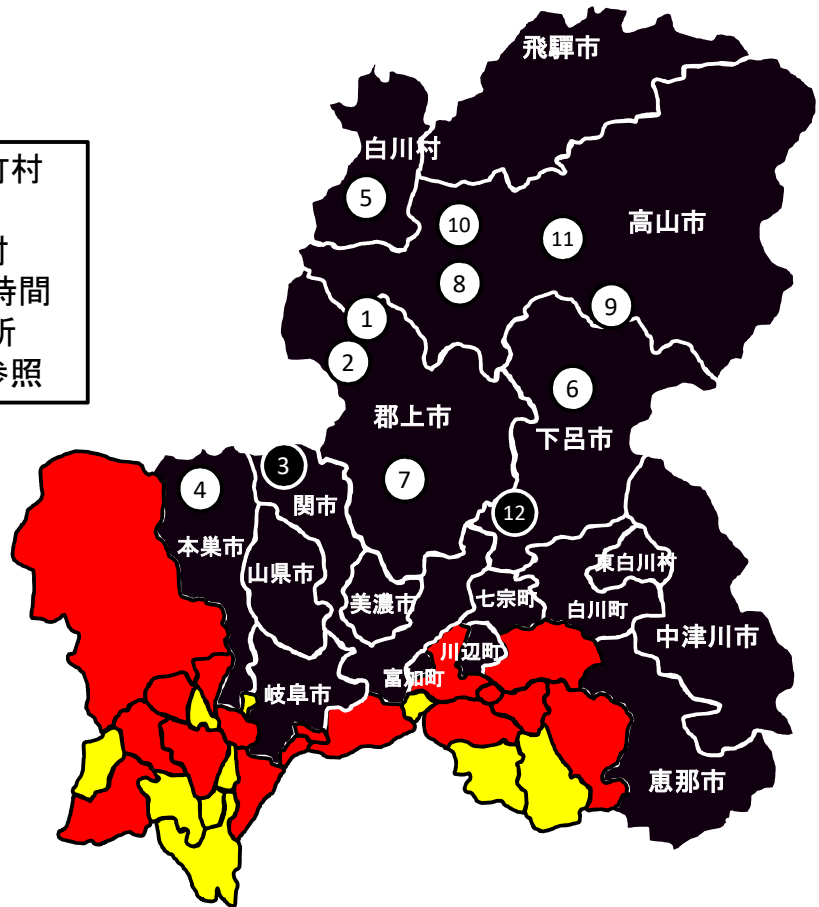 飛驒市
町村
白川村
5
村
高山市
10
11
時間
8
所
9
1
参照
2
6
郡上市
下呂市
3
7
4
関市
12
本巣市
東白川村
山県市
美濃市
七宗町
白川町
中津川市
川辺町
富加町
岐阜市
恵那市